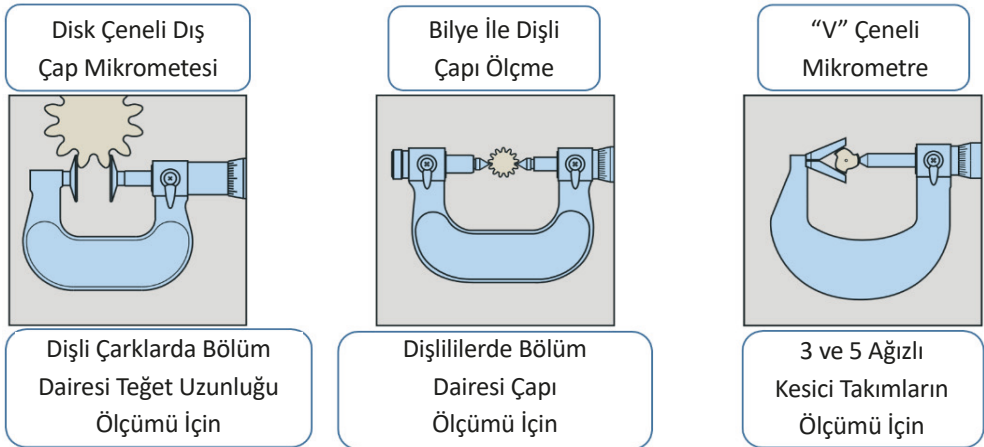 Disk Çeneli Dış
Çap Mikrometesi
Bilye İle Dişli
Çapı Ölçme
“V” Çeneli
Mikrometre
Dişli Çarklarda Bölüm
Dairesi Teğet Uzunluğu
Ölçümü İçin
Dişlililerde Bölüm
Dairesi Çapı
Ölçümü İçin
3 ve 5 Ağızlı
Kesici Takımların
Ölçümü İçin